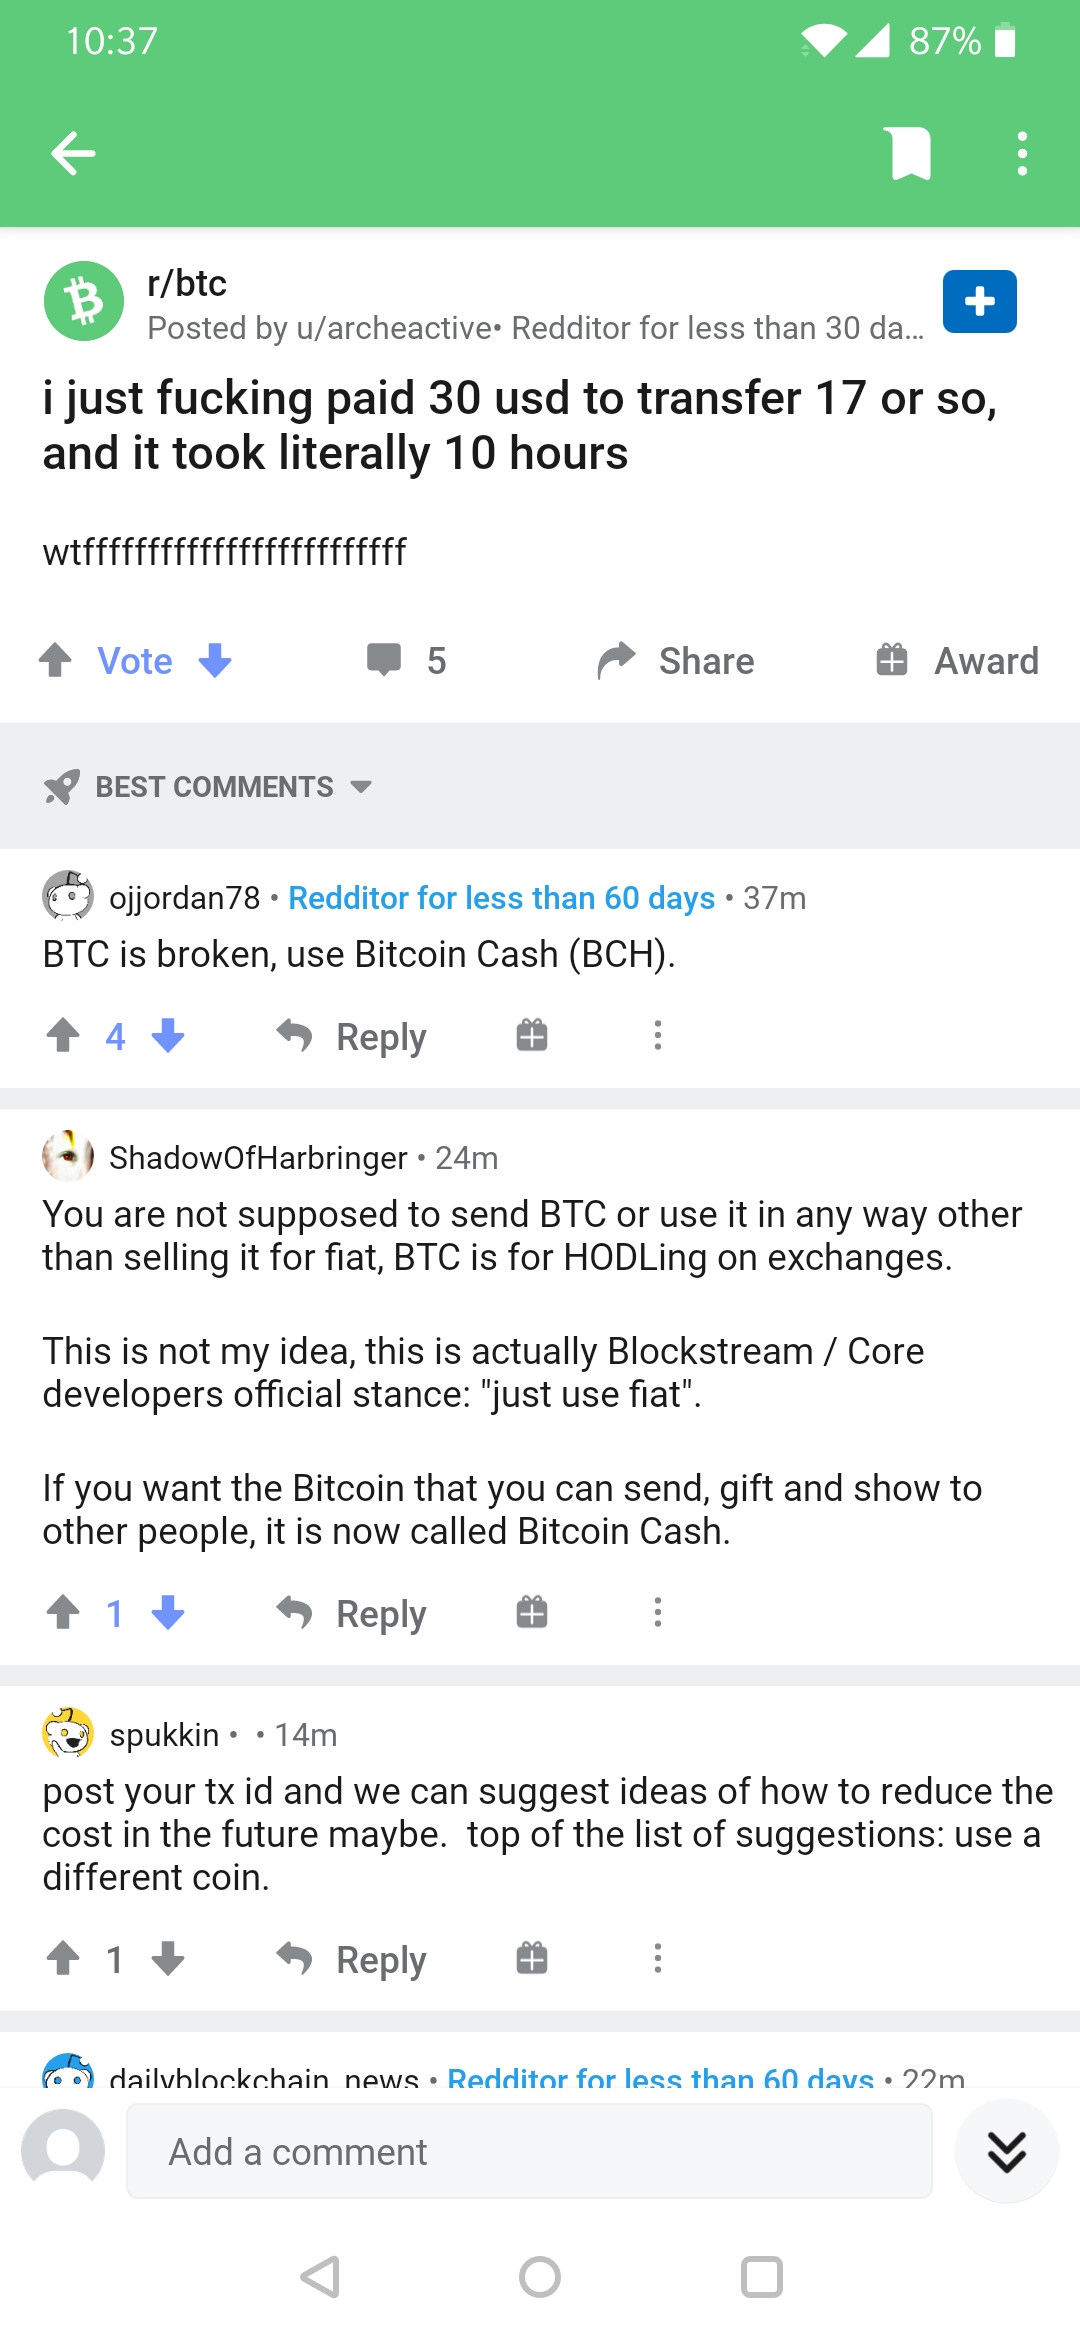 10:37
87%
r/btc
Posted by u/archeactive• Redditor for less than 30 da...
i just fucking paid 30 usd to transfer 17 or so,
and it took literally 10 hours
wtfffffffffffffffffffffffff
Vote
5
Share
Award
BEST COMMENTS
ojjordan78 • Redditor for less than 60 days • 37m
BTC is broken, use Bitcoin Cash (BCH).
4
Reply
ShadowOfHarbringer • 24m
You are not supposed to send BTC or use it in any way other
than selling it for fiat, BTC is for HODLing on exchanges.
This is not my idea, this is actually Blockstream / Core
developers official stance: "just use fiat".
If you want the Bitcoin that you can send, gift and show to
other people, it is now called Bitcoin Cash.
1
Reply
spukkin • • 14m
post your tx id and we can suggest ideas of how to reduce the
cost in the future maybe.  top of the list of suggestions: use a
different coin.
1
Reply
dailyblockchain_news • Redditor for less than 60 days • 22m
Add a comment